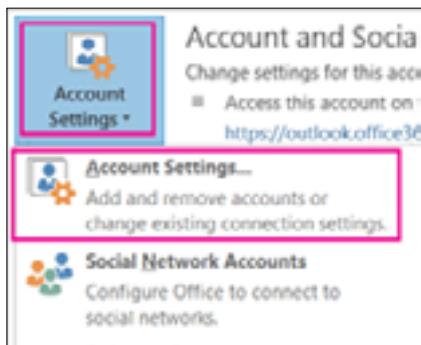 Account and Socia
Change settings for this acc
Account
Settings
Access this account on
https://outlook.office36
Account Settings...
Add and remove accounts or
change existing connection settings.
Social Network Accounts
Configure Office to connect to
social networks.